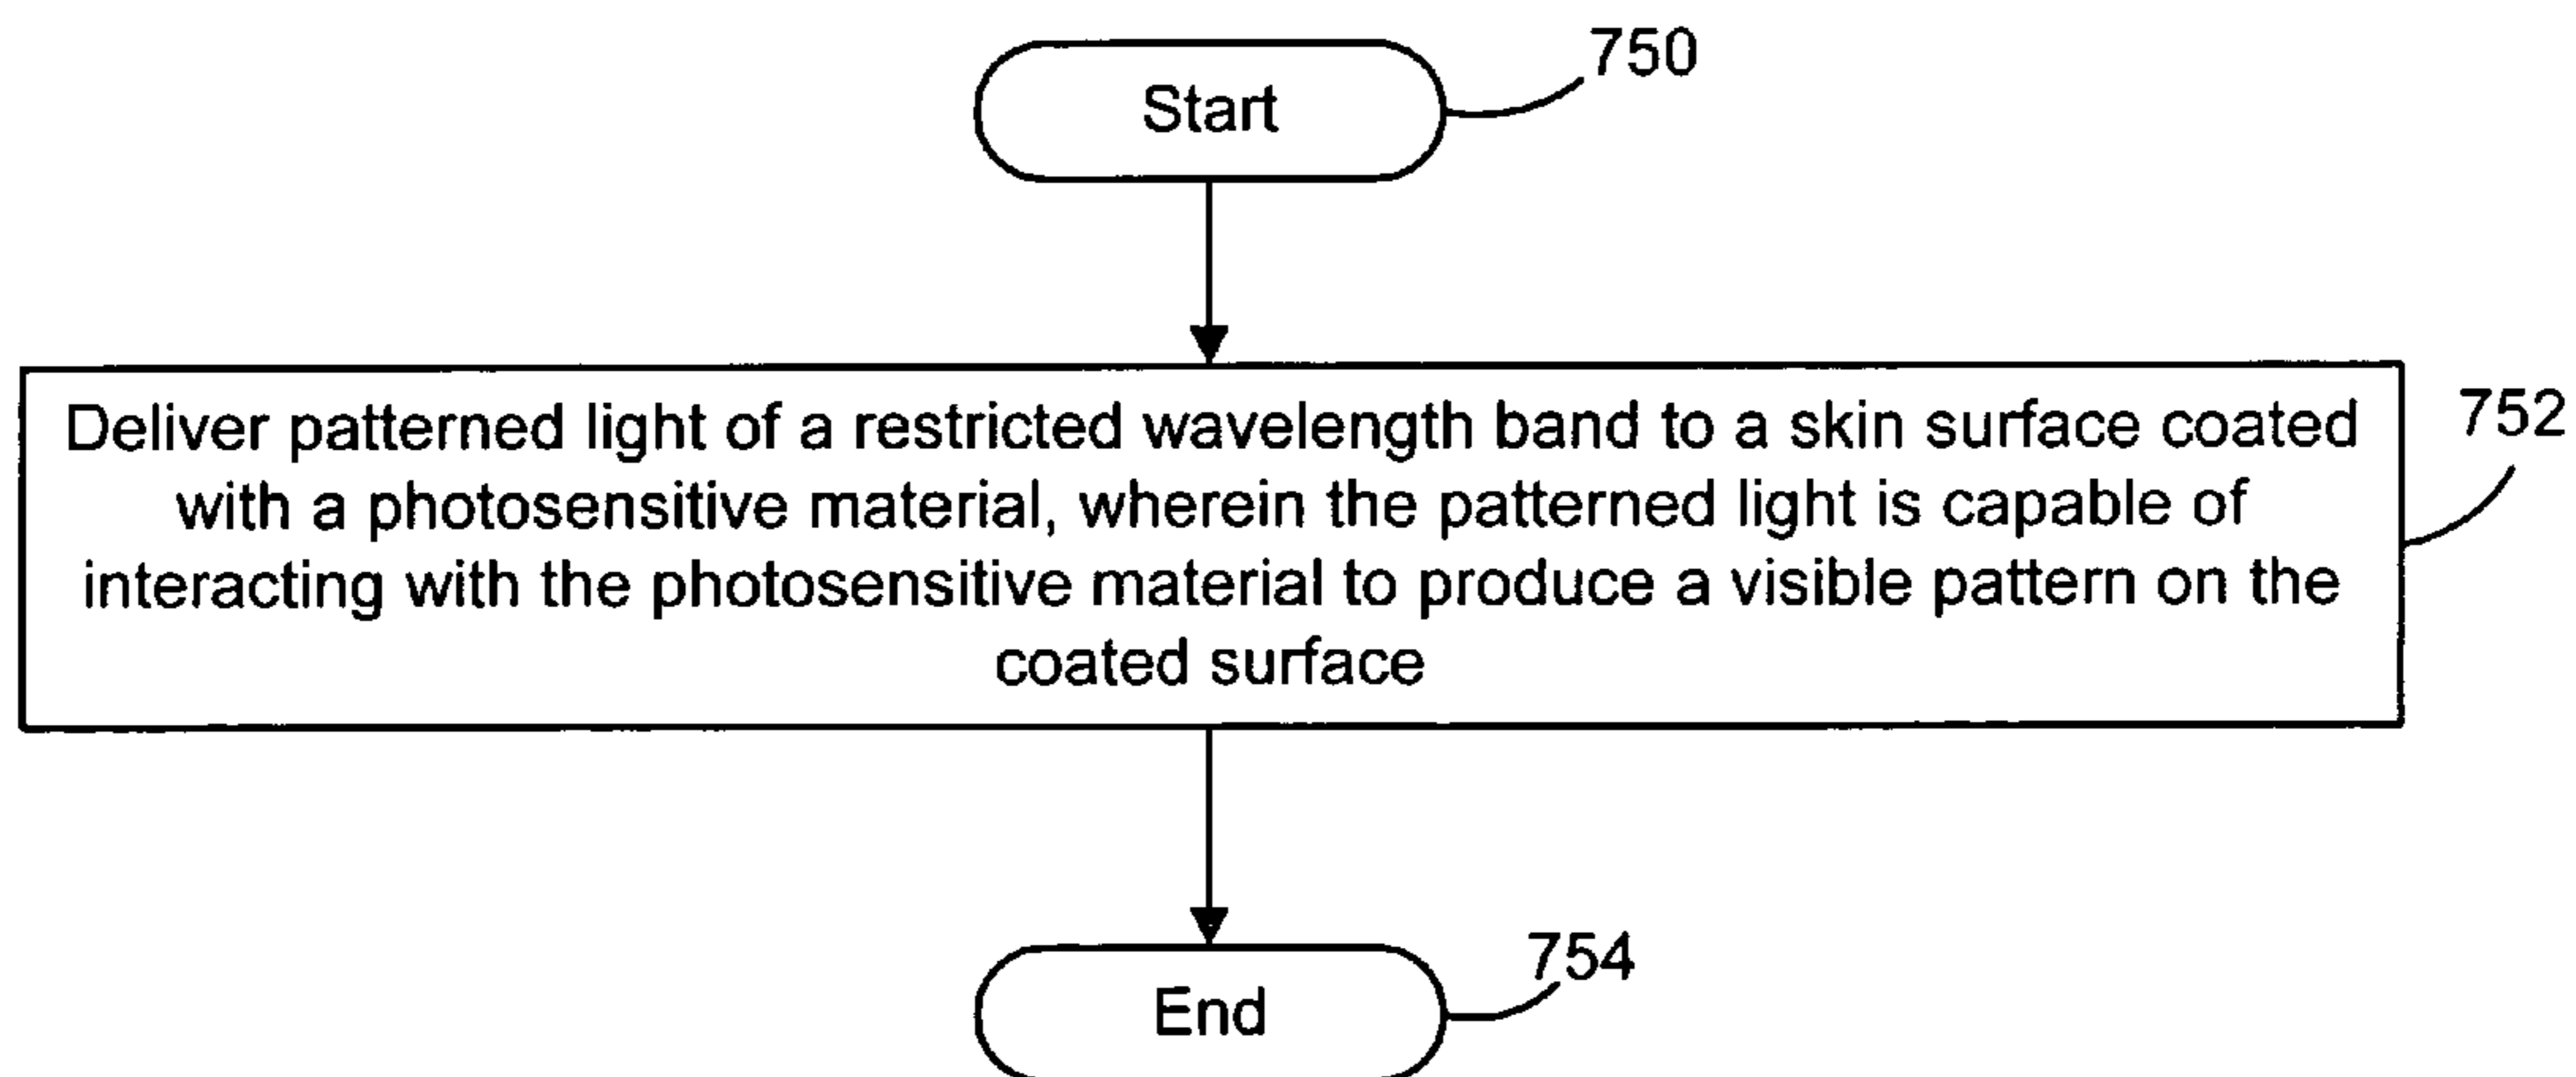 750
Start
Deliver patterned light of a restricted wavelength band to a skin surface coated
752
with a photosensitive material, wherein the patterned light is capable of
interacting with the photosensitive material to produce a visible pattern on the
coated surface
754
End